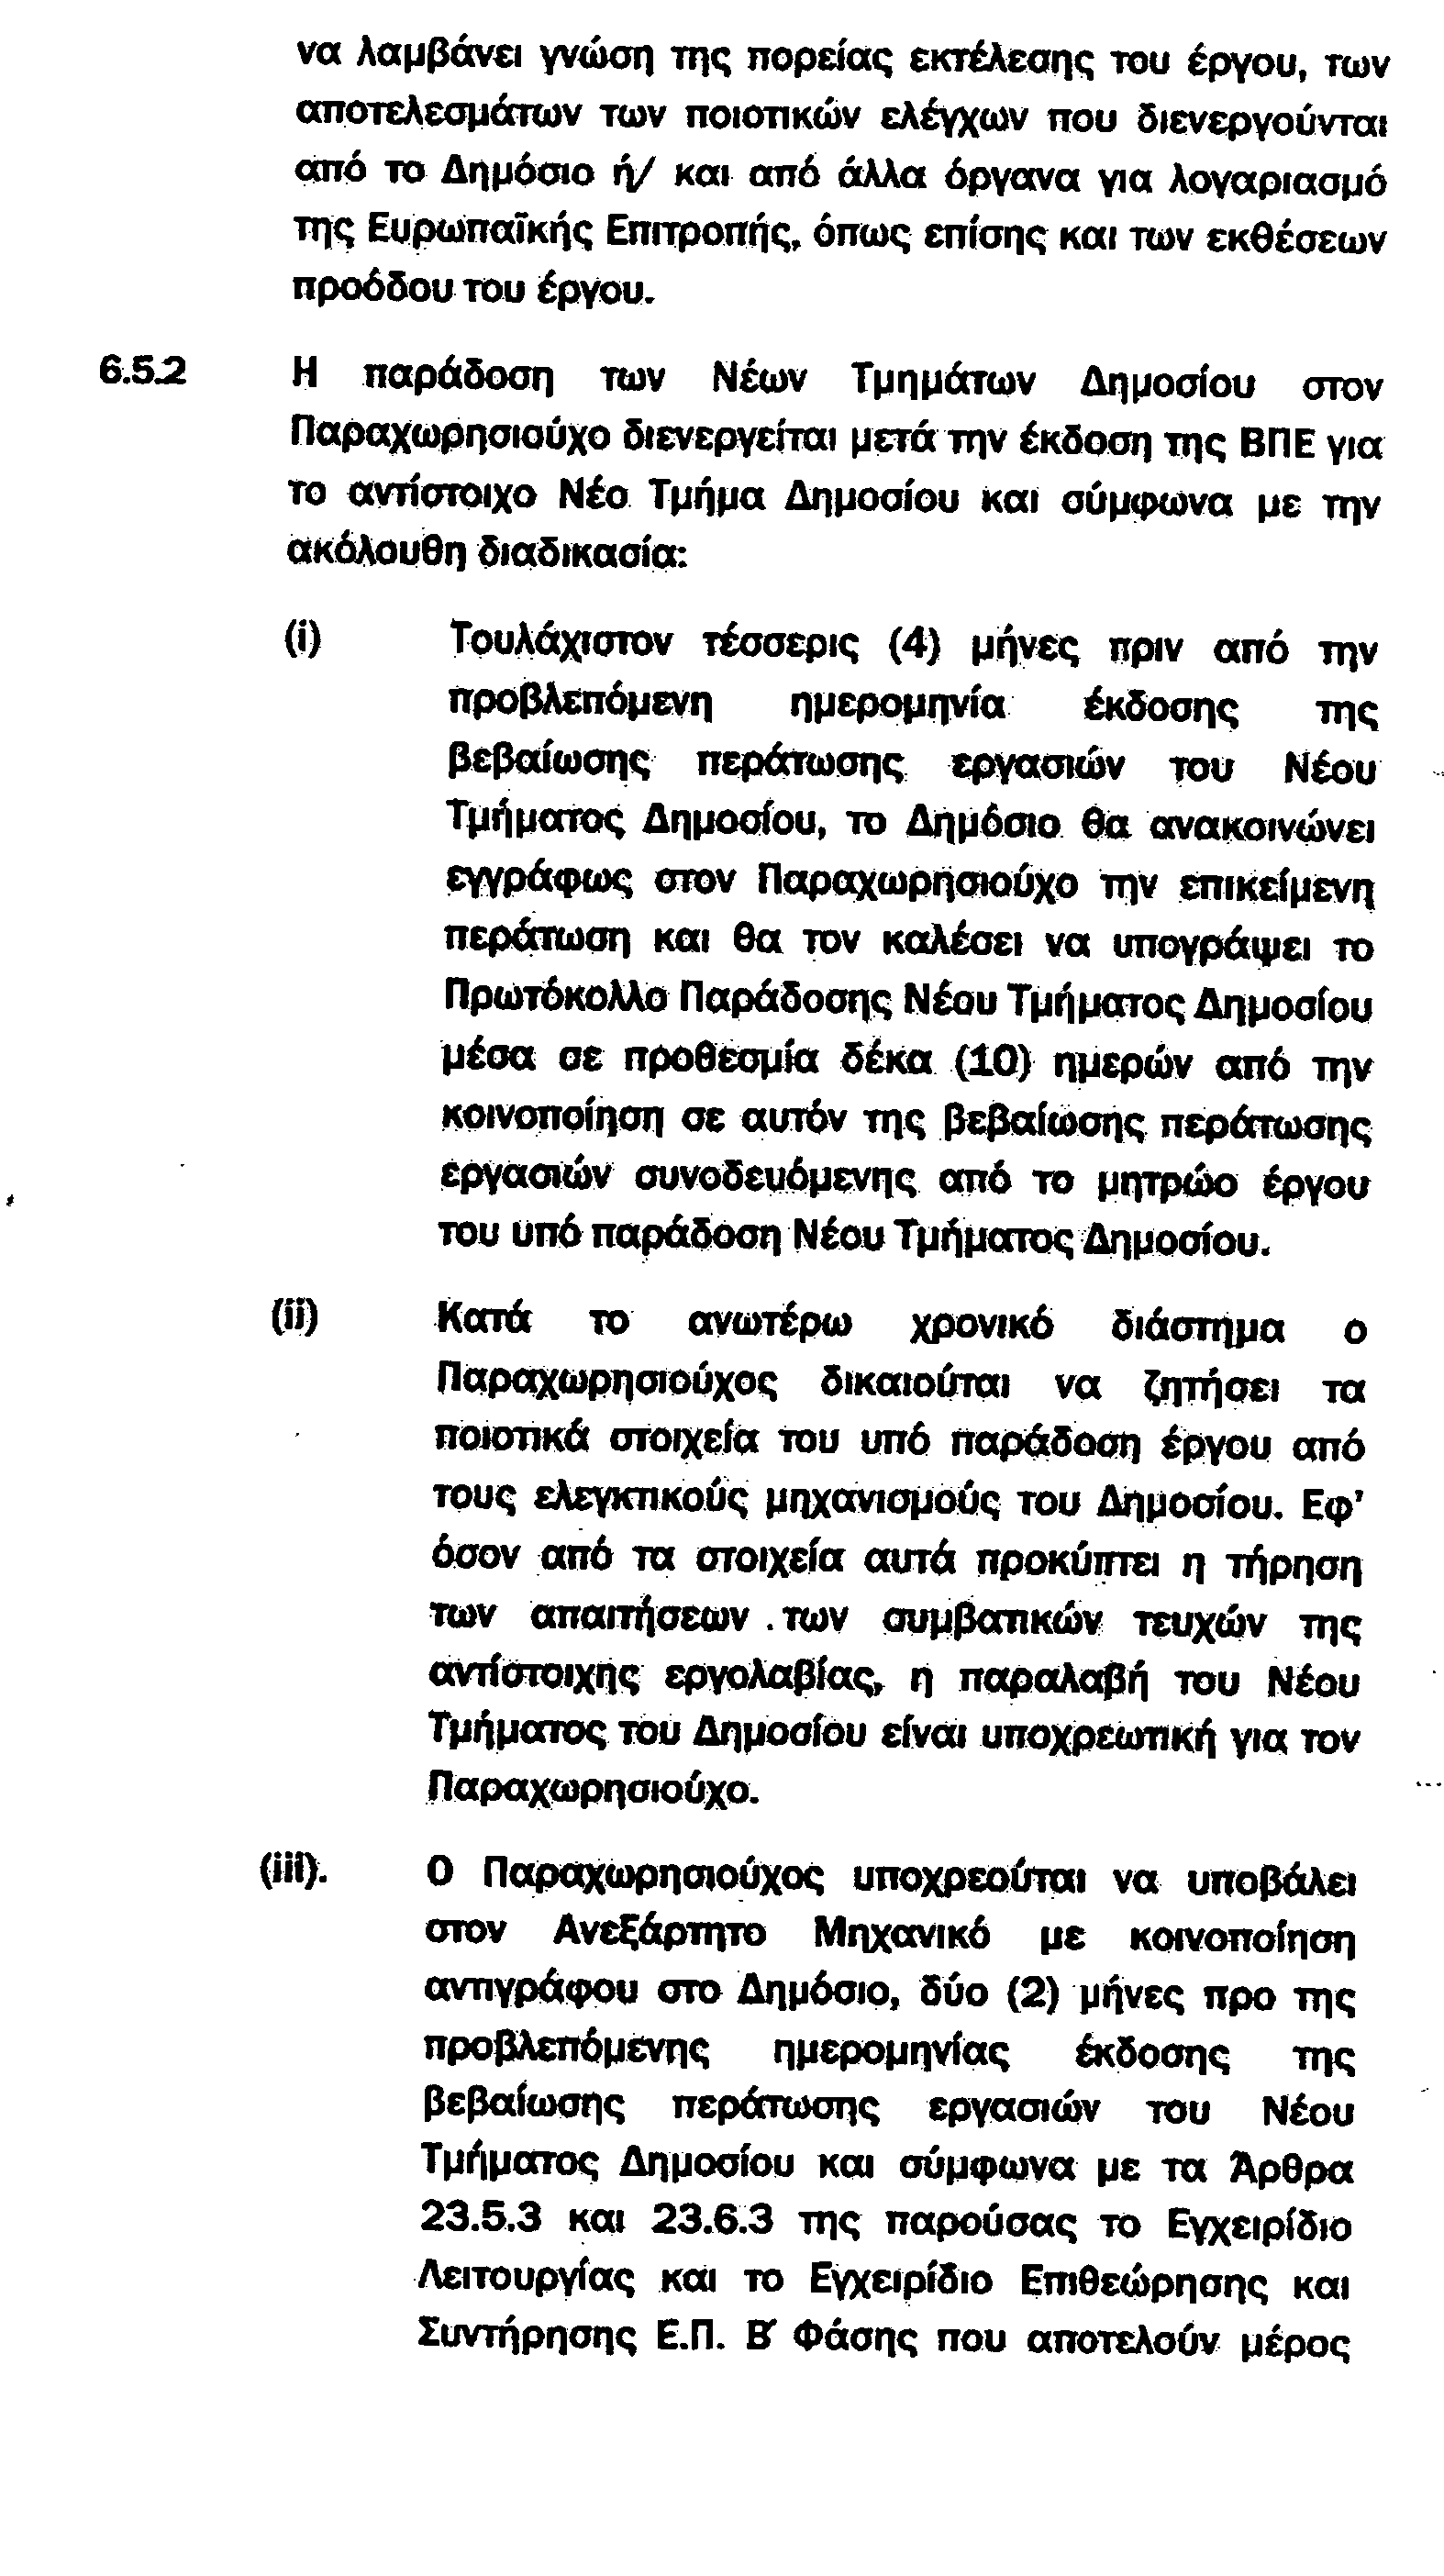 να λαμβάνει γνώση της πορείας εκτέλεσης του έργου, των
αποτελεσμάτων των ποιοτικών ελέγχων που διενεργούνται
από το Δημόσιο ή/ και από άλλα όργανα για λογαριασμό
της Ευρωπαϊκής Επιτροπής, όπως επίσης και των εκθέσεων
προόδου του έργου.
6.5.2 Η παράδοση των Νέων Τμημάτων Δημοσίου στον
Παραχωρησιούχο διενεργείται μετά την έκδοση της ΒΠΕ για
το αντίστοιχο Νέο Τμήμα Δημοσίου και σύμφωνα με την
ακόλουθη διαδικασία:
(i) Τουλάχιστον τέσσερις (4) μήνες πριν από την
προβλεπόμενη ημερομηνία έκδοσης της
βεβαίωσης περάτωσης εργασιών του Νέου
Τμήματος Δημοσίου, το Δημόσιο θα ανακοινώνει
εγγράφως στον Παραχωρησιούχο την επικείμενη
περάτωση και θα τον καλέσει να υπογράψει το
Πρωτόκολλο Παράδοσης Νέου Τμήματος Δημοσίου
μέσα σε προθεσμία δέκα (10) ημερών από την
κοινοποίηση σε αυτόν της βεβαίωσης περάτωσης
εργασιών συνοδευόμενης από το μητρώο έργου
του υπό παράδοση Νέου Τμήματος Δημοσίου.
(ii) Κατά το ανωτέρω χρονικό διάστημα ο
Παραχωρησιούχος δικαιούται να ζητήσει τα
ποιοτικά στοιχεία του υπό παράδοση έργου από
τους ελεγκτικούς μηχανισμούς του Δημοσίου. Εφ'
όσον από τα στοιχεία αυτά προκύπτει η τήρηση
των απαιτήσεων . των συμβατικών τευχών της
αντίστοιχης εργολαβίας, η παραλαβή του Νέου
Τμήματος του Δημοσίου είναι υποχρεωτική για τον
Παραχωρησιούχο.
(iii). Ο Παραχωρησιούχος υποχρεούται να υποβάλει
στον Ανεξάρτητο Μηχανικό με κοινοποίηση
αντιγράφου στο Δημόσιο, δύο (2) μήνες προ της
προβλεπόμενης ημερομηνίας έκδοσης της
βεβαίωσης περάτωσης εργασιών του Νέου
Τμήματος Δημοσίου και σύμφωνα με τα Άρθρα
23.5.3 και 23.6.3 της παρούσας το Εγχειρίδιο
Λειτουργίας και το Εγχειρίδιο Επιθεώρησης και
Συντήρησης Ε.Π. Β' Φάσης που αποτελούν μέρος